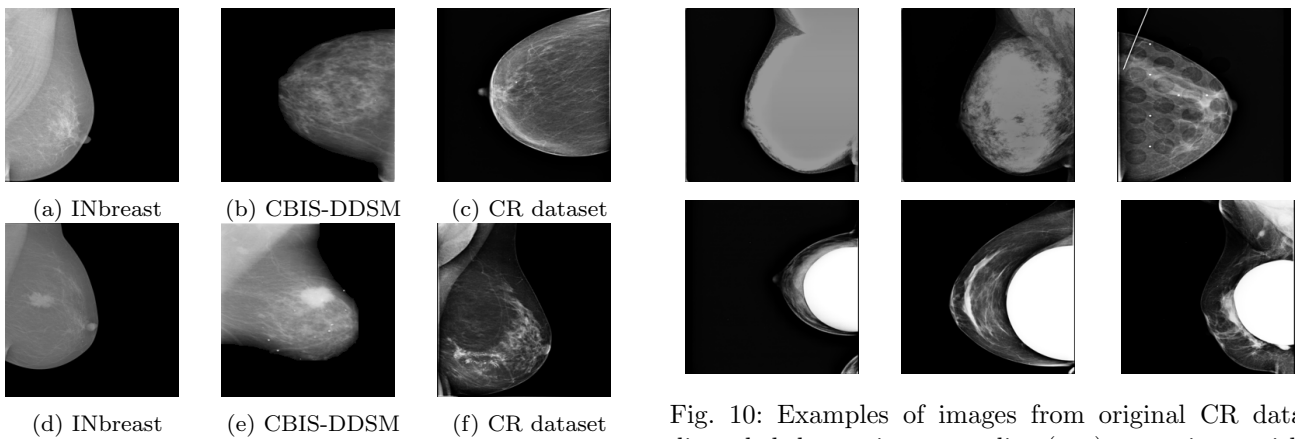 (a) INbreast
(b) CBIS-DDSM
(c) CR dataset
(d) INbreast
(e) CBIS-DDSM
(f) CR dataset
Fig. 10: Examples of images from original CR data